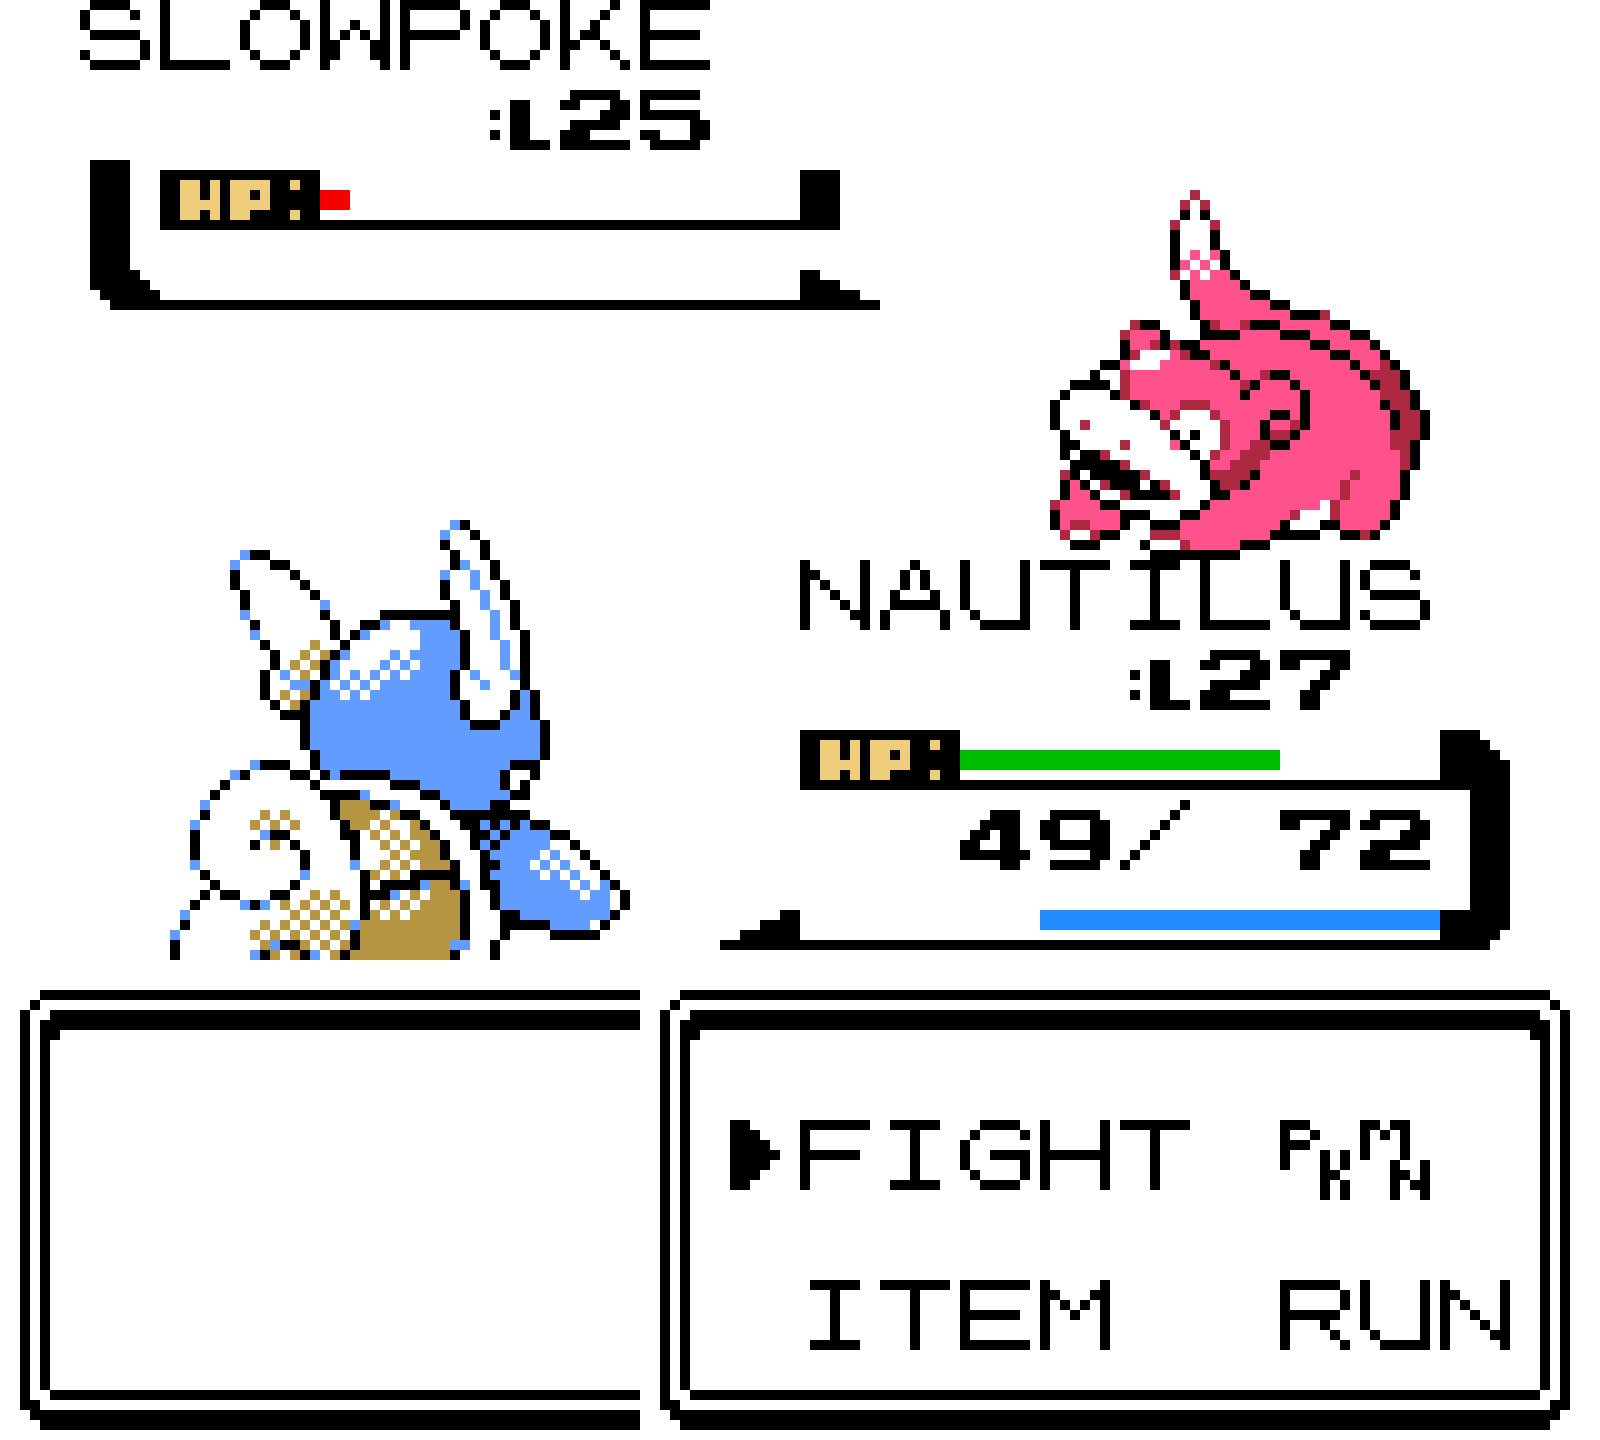 SLOWPOKE
:L25
HP:
NAUTILUS
:L27
HP:
49/ 72
▶FIGHT PKMN
ITEM RUN